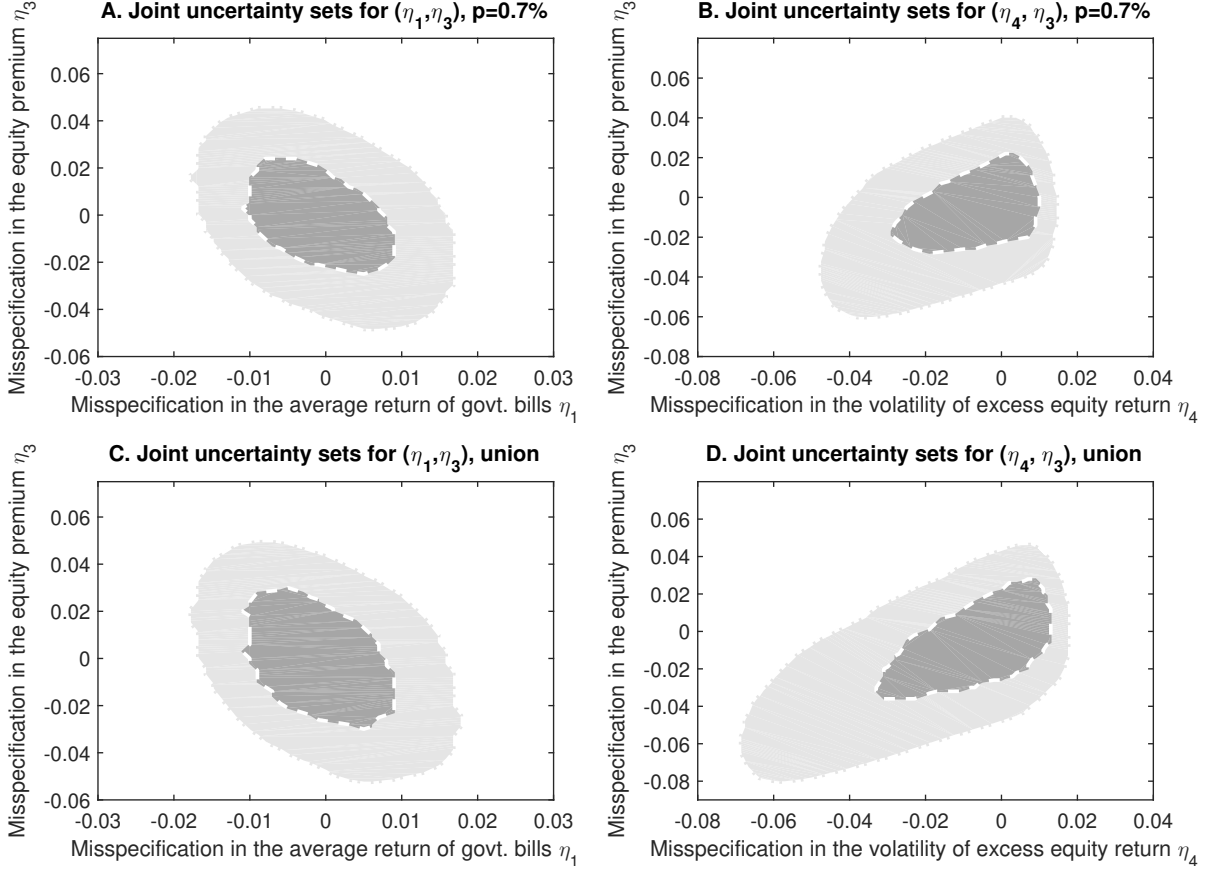 A. Joint uncertainty sets for (η1,η3), p=0.7%
Misspecification in the equity premium η3
0.06
0.04
0.02
0
-0.02
-0.04
-0.06
-0.03 -0.02 -0.01 0 0.01 0.02 0.03
Misspecification in the average return of govt. bills η1
B. Joint uncertainty sets for (η4, η3), p=0.7%
Misspecification in the equity premium η3
0.06
0.04
0.02
0
-0.02
-0.04
-0.06
-0.08
-0.08 -0.06 -0.04 -0.02 0 0.02 0.04
Misspecification in the volatility of excess equity return η4
C. Joint uncertainty sets for (η1,η3), union
Misspecification in the equity premium η3
0.06
0.04
0.02
0
-0.02
-0.04
-0.06
-0.03 -0.02 -0.01 0 0.01 0.02 0.03
Misspecification in the average return of govt. bills η1
D. Joint uncertainty sets for (η4, η3), union
Misspecification in the equity premium η3
0.06
0.04
0.02
0
-0.02
-0.04
-0.06
-0.08
-0.08 -0.06 -0.04 -0.02 0 0.02 0.04
Misspecification in the volatility of excess equity return η4